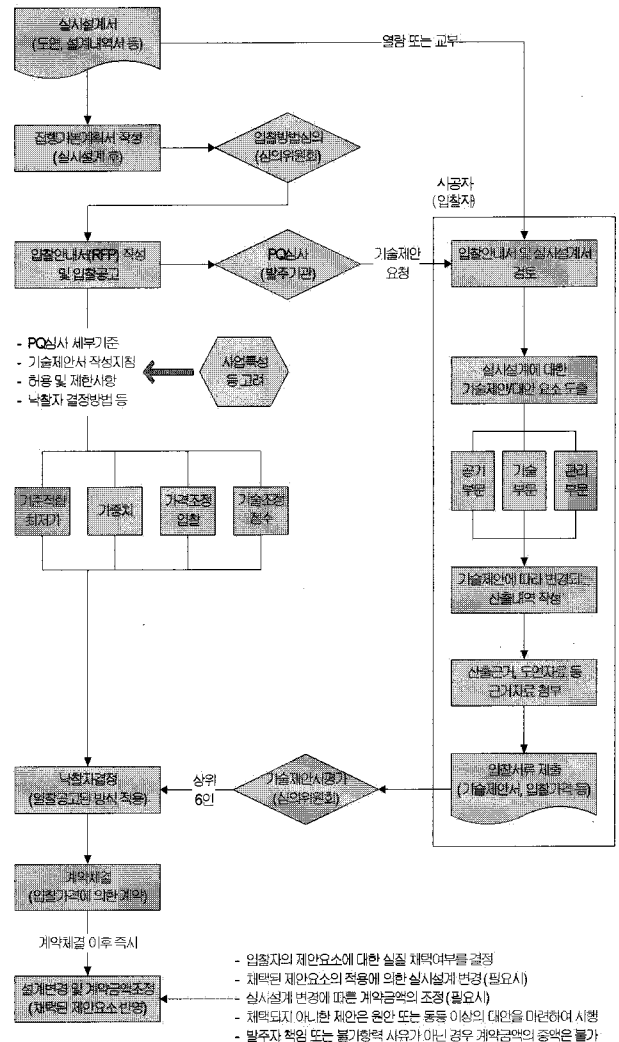 실시설계서
(도면, 설계내역서 등)
열람 또는 교부
집행기본계획서 작성
(실시설계 후)
입찰방법심의
(심의위원회)
시공자
(입찰자)
입찰안내서(RFP) 작성
및 입찰공고
PQ심사
(발주기관)
기술제안
요청
입찰안내서 및 실시설계서
검토
- PQ심사 세부기준
- 기술제안서 작성지침
- 허용 및 제한사항
- 낙찰자 결정방법 등
사업특성
등 고려
실시설계에 대한
기술제안/대안 요소 도출
공기
부문
기술
부문
관리
부문
기준적합
최저가
가중치
가격조정
입찰
기술조정
점수
기술제안에 따라 변경되는
산출내역 작성
산출근거, 도면자료 등
근거자료 첨부
입찰서류 제출
(기술제안서, 입찰가격 등)
기술제안서평가
(심의위원회)
상위
6인
낙찰자결정
(입찰공고된 방식 적용)
계약체결
(입찰가격에 의한 계약)
계약체결 이후 즉시
설계변경 및 계약금액조정
(채택된 제안요소 반영)
- 입찰자의 제안요소에 대한 실질 채택여부를 결정
- 채택된 제안요소의 적용에 의한 실시설계 변경 (필요시)
- 실시설계 변경에 따른 계약금액의 조정 (필요시)
- 채택되지 아니한 제안은 원안 또는 동등 이상의 대안을 마련하여 시행
- 발주자 책임 또는 불가항력 사유가 아닌 경우 계약금액의 증액은 불가